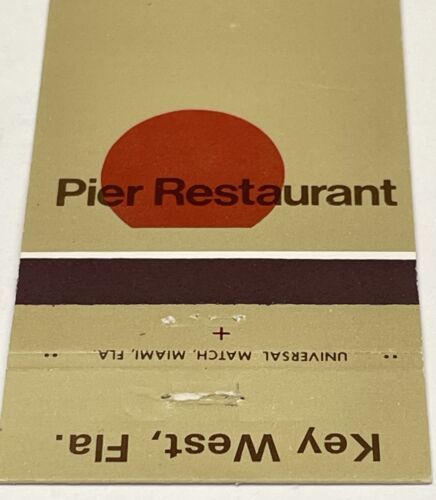 Pier Restaurant
UNIVERSAL MATCH, MIAMI, FLA.
Key West, Fla.